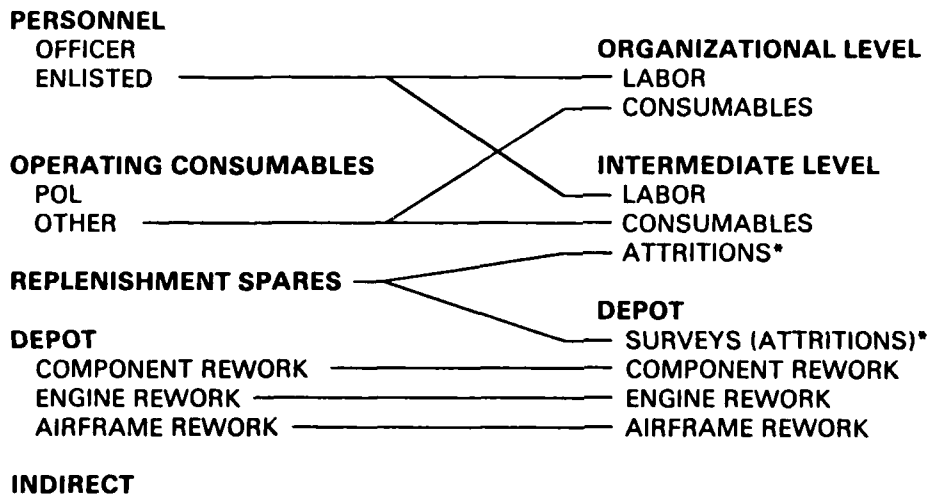 PERSONNEL
OFFICER
ENLISTED
OPERATING CONSUMABLES
POL
OTHER
REPLENISHMENT SPARES
DEPOT
COMPONENT REWORK
ENGINE REWORK
AIRFRAME REWORK
INDIRECT
ORGANIZATIONAL LEVEL
LABOR
CONSUMABLES
INTERMEDIATE LEVEL
LABOR
CONSUMABLES
ATTRITIONS*
DEPOT
SURVEYS (ATTRITIONS)*
COMPONENT REWORK
ENGINE REWORK
AIRFRAME REWORK